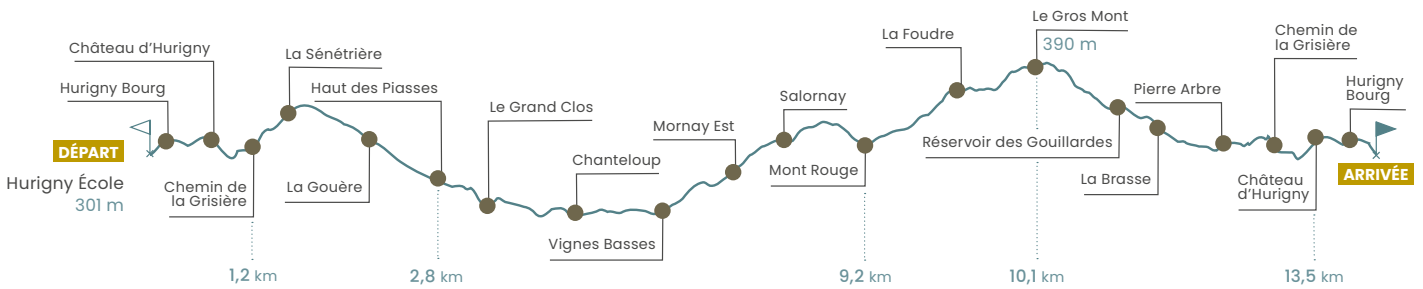 Château d’Hurigny
Hurigny Bourg
DÉPART
Hurigny École
301 m
Chemin de
la Grisière
La Sénétrière
La Gouère
Haut des Piasses
Le Grand Clos
Chanteloup
Vignes Basses
Mornay Est
Salornay
Mont Rouge
La Foudre
Le Gros Mont
390 m
Réservoir des Gouillardes
La Brasse
Pierre Arbre
Chemin de
la Grisière
Château
d’Hurigny
Hurigny
Bourg
ARRIVÉE
1,2 km
2,8 km
9,2 km
10,1 km
13,5 km